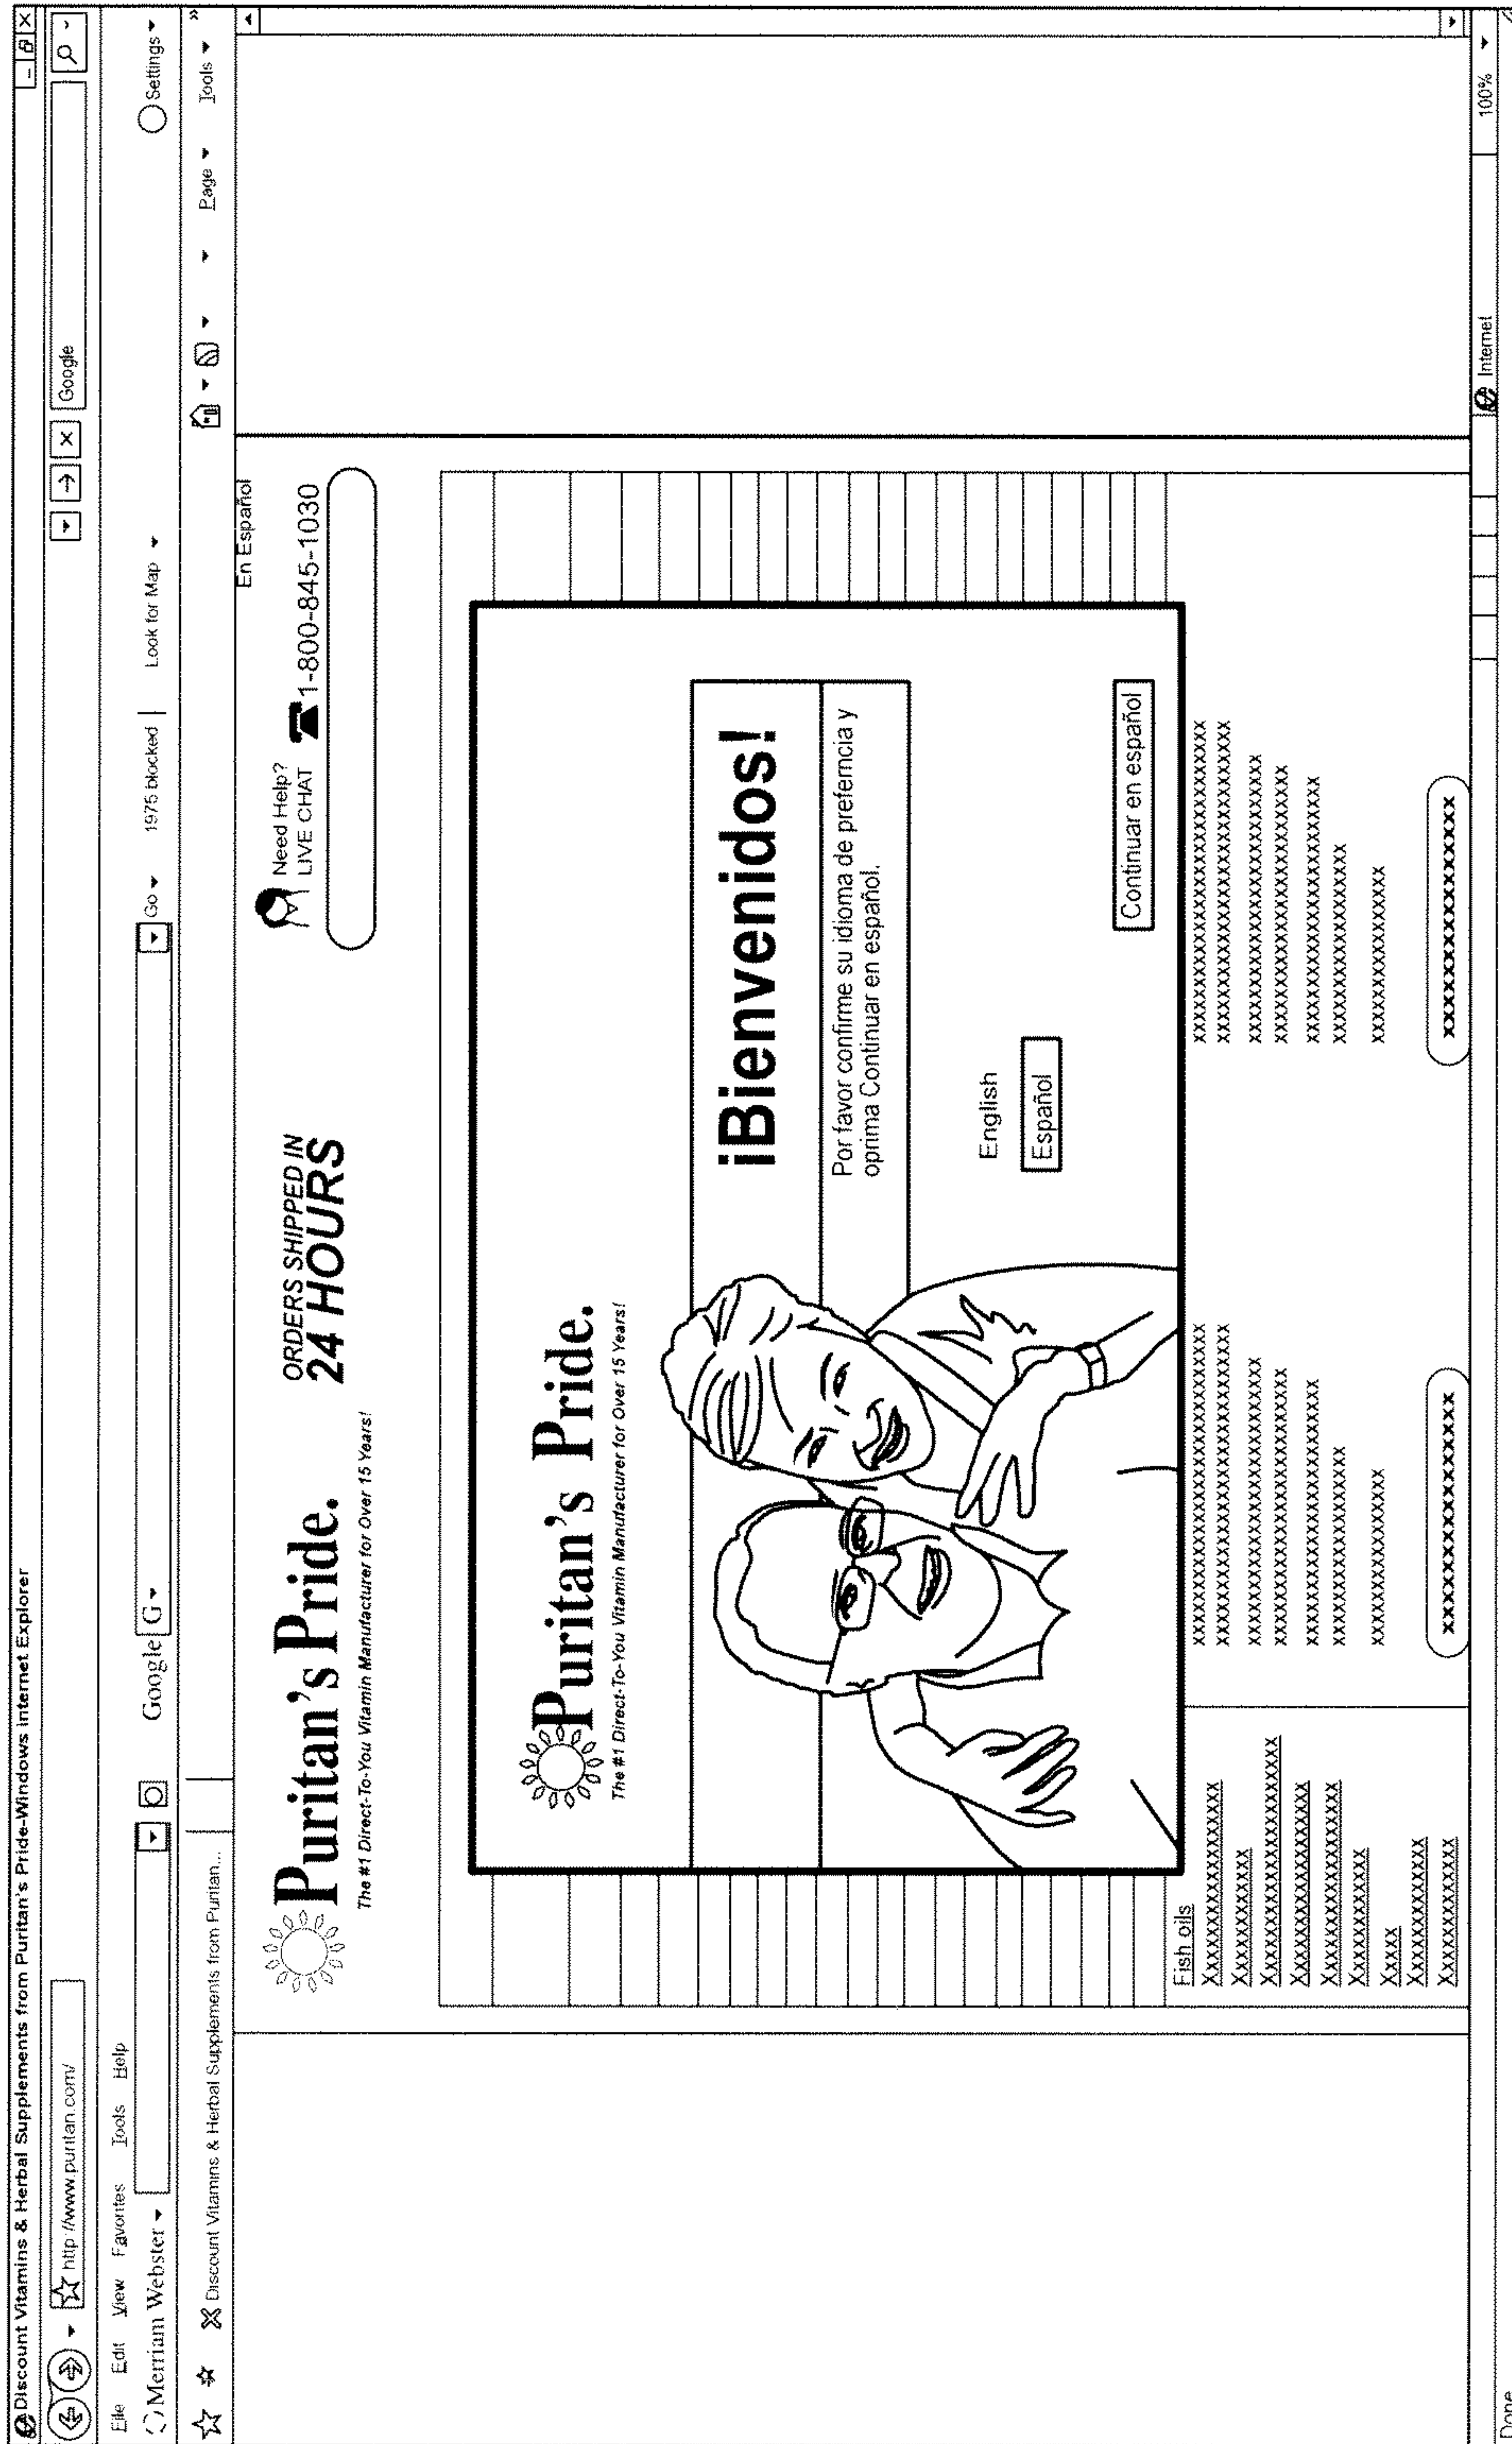 Discount Vitamins & Herbal Supplements from Puritan's Pride-Windows Internet Explorer
http://www.puritan.com/
Google
File Edit View Favorites Tools Help
Merriam Webster
Google G
Go
1975 blocked
Look for Map
Settings
Discount Vitamins & Herbal Supplements from Puritan...
Page
Tools
»
En Español
Puritan's Pride.
The #1 Direct-To-You Vitamin Manufacturer for Over 15 Years!
ORDERS SHIPPED IN
24 HOURS
Need Help?
LIVE CHAT
1-800-845-1030
Puritan's Pride.
The #1 Direct-To-You Vitamin Manufacturer for Over 15 Years!
¡Bienvenidos!
Por favor confirme su idioma de preferncia y
oprima Continuar en español.
English
Español
Continuar en español
Fish oils
Done
Internet
100%